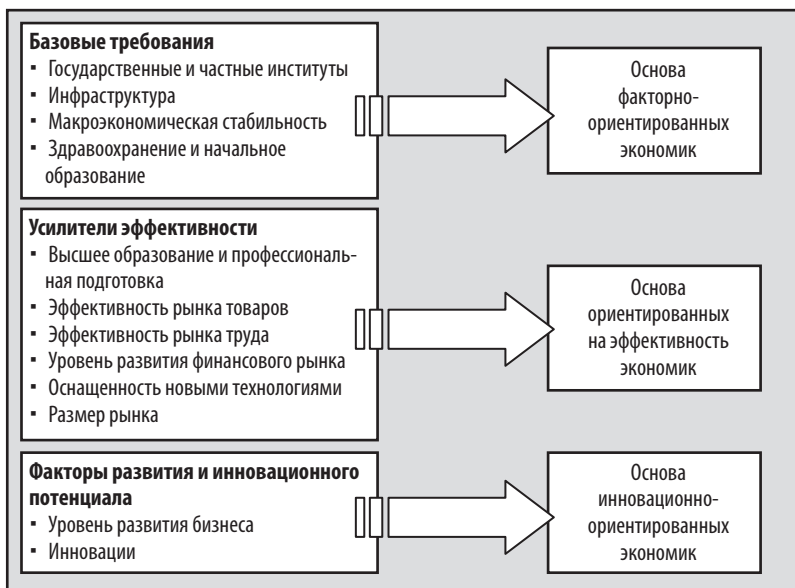 Базовые требования
▪ Государственные и частные институты
▪ Инфраструктура
▪ Макроэкономическая стабильность
▪ Здравоохранение и начальное
образование
Основа
факторно-
ориентированных
экономик
Усилители эффективности
▪ Высшее образование и профессиональ-
ная подготовка
▪ Эффективность рынка товаров
▪ Эффективность рынка труда
▪ Уровень развития финансового рынка
▪ Оснащенность новыми технологиями
▪ Размер рынка
Основа
ориентированных
на эффективность
экономик
Факторы развития и инновационного
потенциала
▪ Уровень развития бизнеса
▪ Инновации
Основа
инновационно-
ориентированных
экономик